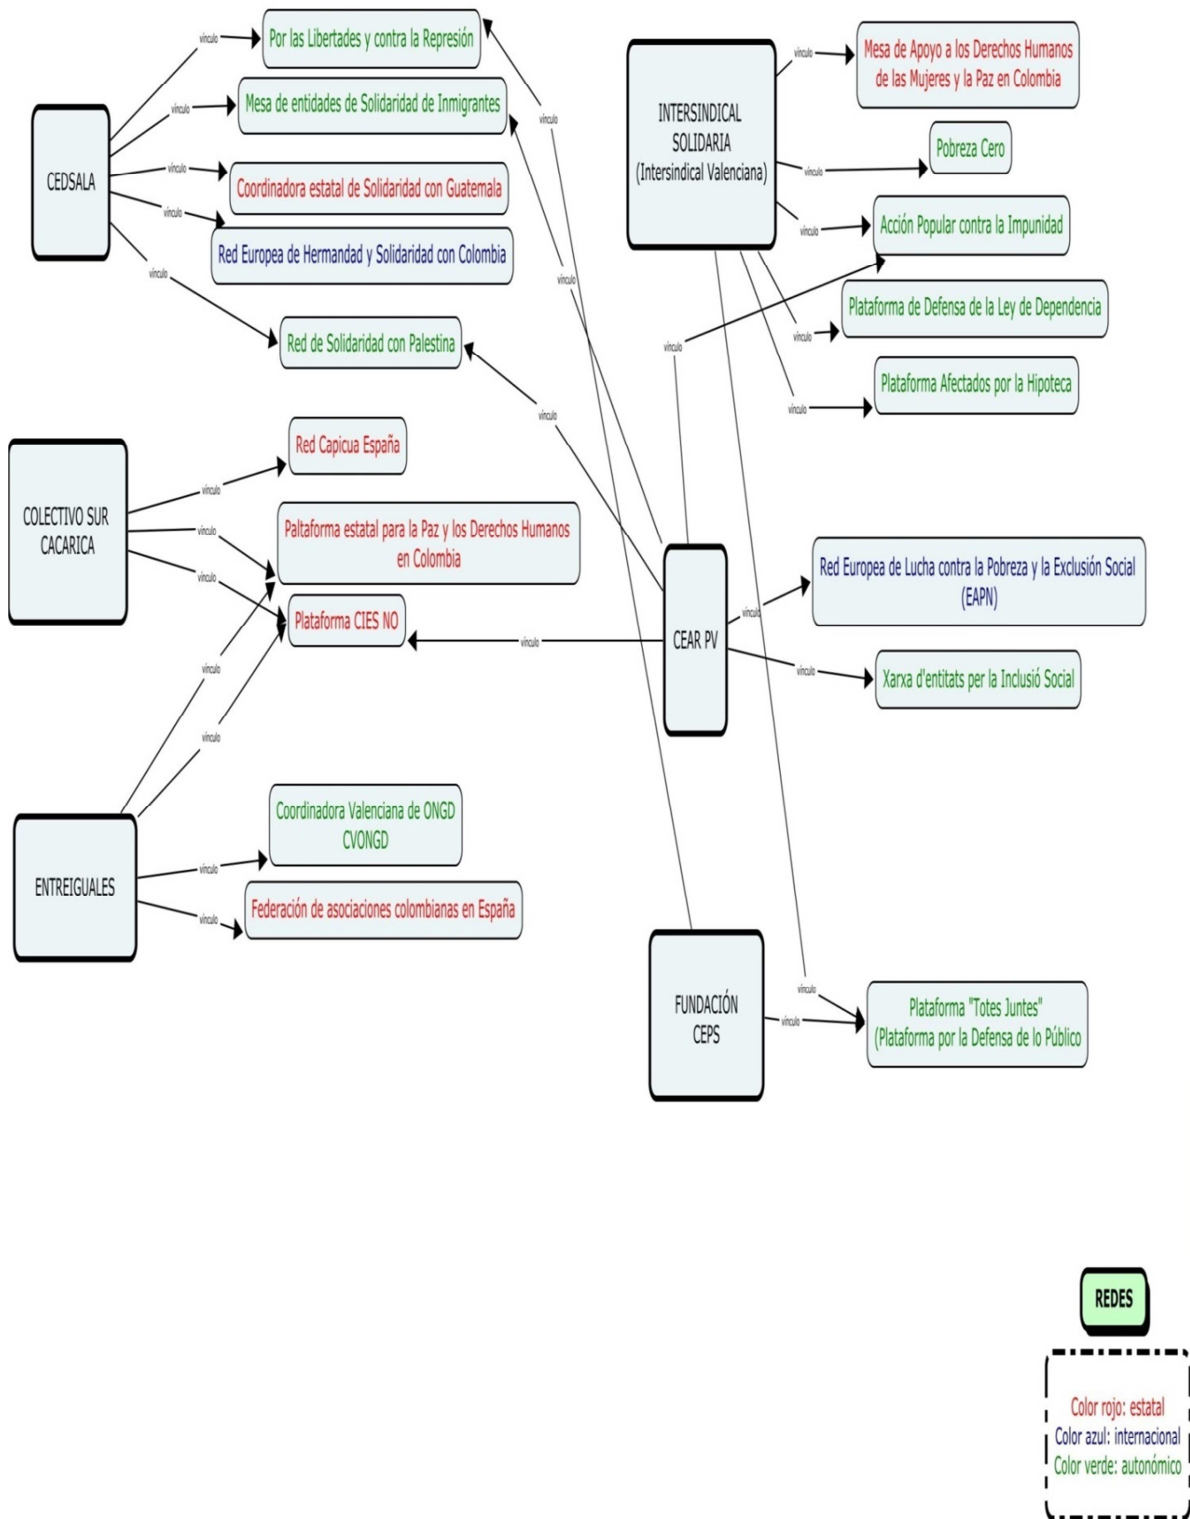 Por las Libertades y contra la Represión
vínculo
Mesa de entidades de Solidaridad de Inmigrantes
vínculo
CEDSALA
vínculo
Coordinadora estatal de Solidaridad con Guatemala
vínculo
Red Europea de Hermandad y Solidaridad con Colombia
vínculo
Red de Solidaridad con Palestina
INTERSINDICAL
SOLIDARIA
(Intersindical Valenciana)
vínculo
Mesa de Apoyo a los Derechos Humanos
de las Mujeres y la Paz en Colombia
vínculo
Pobreza Cero
vínculo
Acción Popular contra la Impunidad
vínculo
Plataforma de Defensa de la Ley de Dependencia
vínculo
Plataforma Afectados por la Hipoteca
vínculo
vínculo
vínculo
vínculo
vínculo
COLECTIVO SUR
CACARICA
vínculo
Red Capicua España
vínculo
Paltaforma estatal para la Paz y los Derechos Humanos
en Colombia
vínculo
Plataforma CIES NO
vínculo
vínculo
vínculo
CEAR PV
vínculo
Red Europea de Lucha contra la Pobreza y la Exclusión Social
(EAPN)
vínculo
Xarxa d'entitats per la Inclusió Social
ENTREIGUALES
vínculo
Coordinadora Valenciana de ONGD
CVONGD
vínculo
Federación de asociaciones colombianas en España
FUNDACIÓN
CEPS
vínculo
vínculo
Plataforma "Totes Juntes"
(Plataforma por la Defensa de lo Público
REDES
Color rojo: estatal
Color azul: internacional
Color verde: autonómico